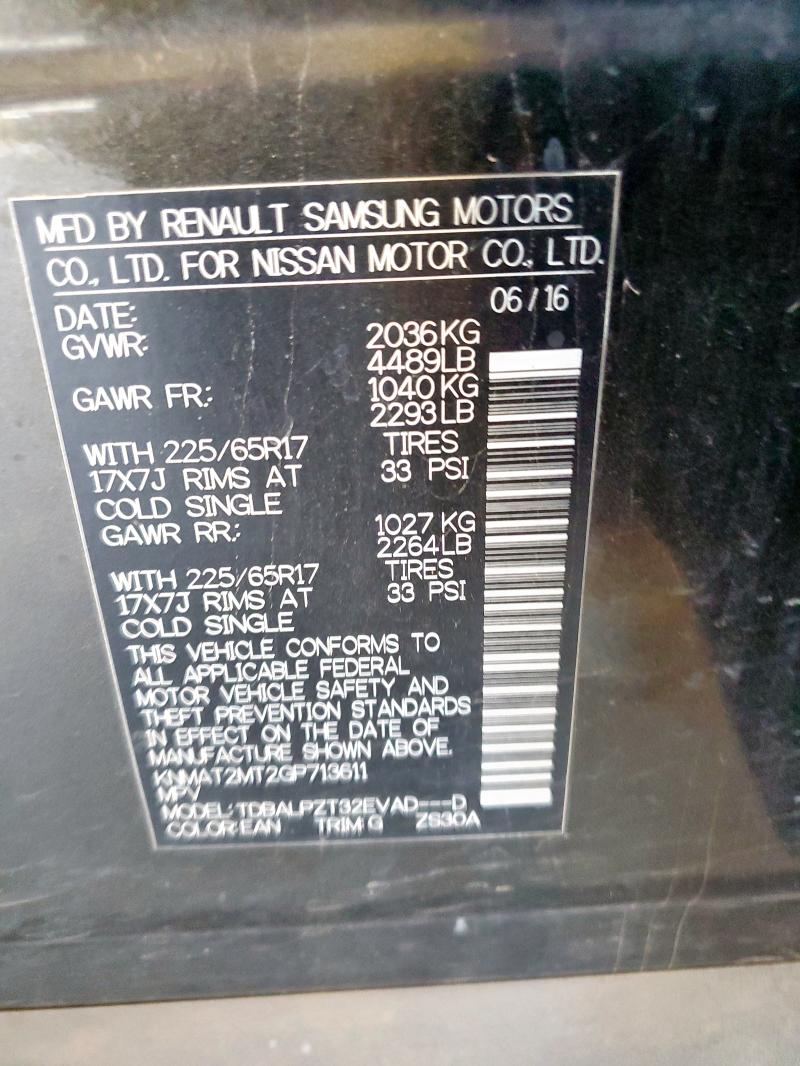 MFD BY RENAULT SAMSUNG MOTORS
CO., LTD. FOR NISSAN MOTOR CO., LTD.
DATE: 06/16
GVWR: 2036KG
4489LB
GAWR FR: 1040KG
2293LB
WITH 225/65R17 TIRES
17X7J RIMS AT 33 PSI
COLD SINGLE
GAWR RR: 1027KG
2264LB
WITH 225/65R17 TIRES
17X7J RIMS AT 33 PSI
COLD SINGLE
THIS VEHICLE CONFORMS TO
ALL APPLICABLE FEDERAL
MOTOR VEHICLE SAFETY AND
THEFT PREVENTION STANDARDS
IN EFFECT ON THE DATE OF
MANUFACTURE SHOWN ABOVE.
KNMAT2MT2GP713611
MPV
MODEL:TDBALPZT32EVAD---D
COLOR:EAN TRIM:G ZS30A